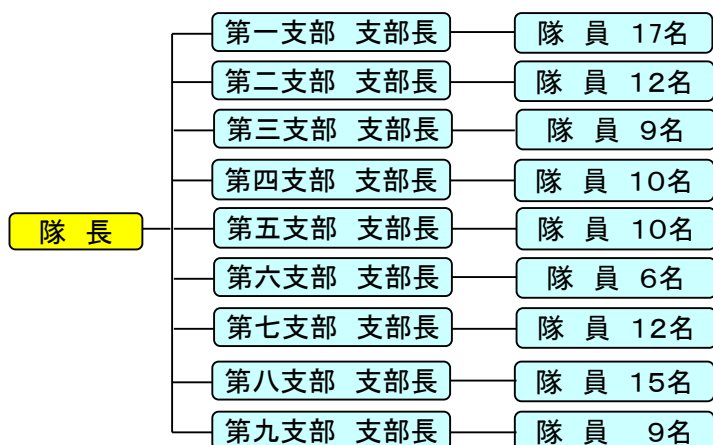 第一支部 支部長 隊 員 17名
第二支部 支部長 隊 員 12名
第三支部 支部長 隊 員 9名
第四支部 支部長 隊 員 10名
隊 長 第五支部 支部長 隊 員 10名
第六支部 支部長 隊 員 6名
第七支部 支部長 隊 員 12名
第八支部 支部長 隊 員 15名
第九支部 支部長 隊 員 9名